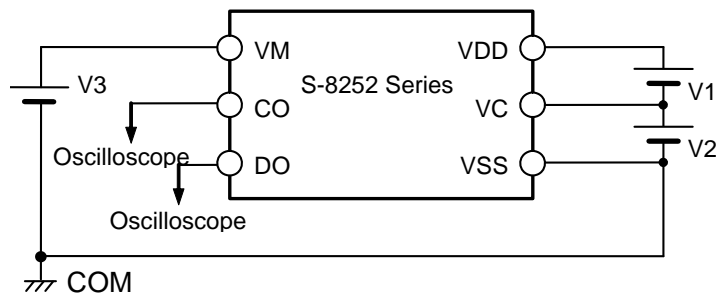 VM
VDD
V3
S-8252 Series
V1
CO
VC
Oscilloscope
V2
DO
VSS
Oscilloscope
COM